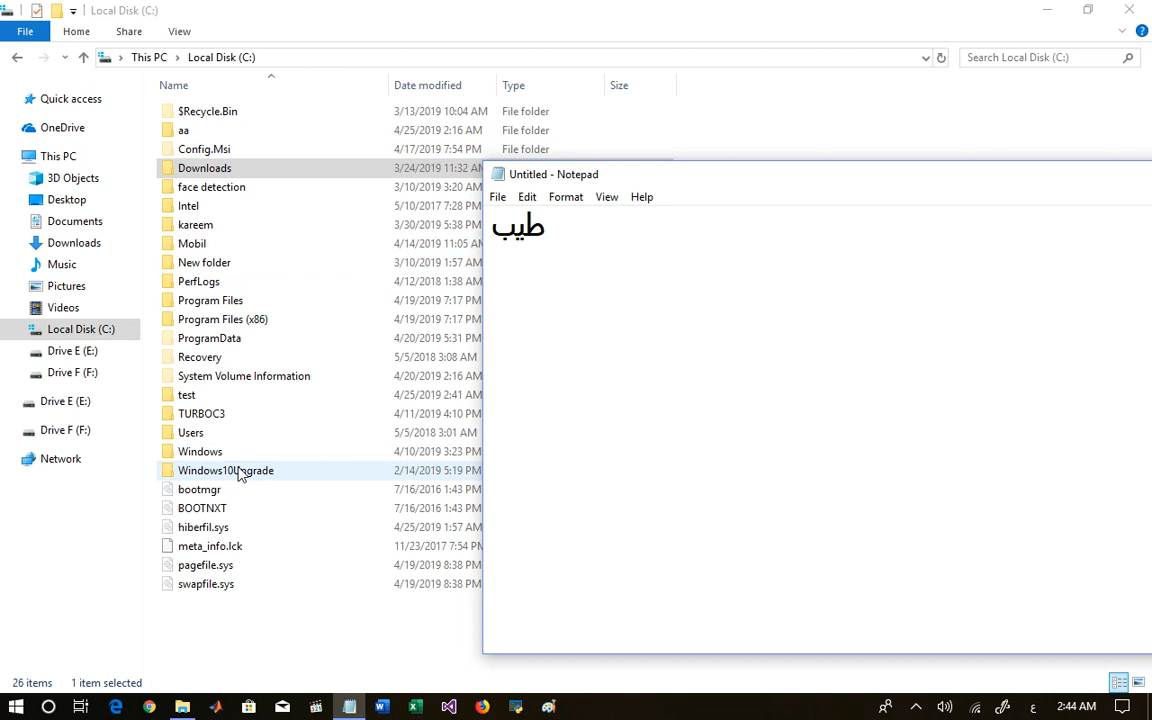 Local Disk (C:)
File Home Share View
This PC Local Disk (C:) Search Local Disk (C:)
Name Date modified Type Size
Quick access
OneDrive
This PC
3D Objects
Desktop
Documents
Downloads
Music
Pictures
Videos
Local Disk (C:)
Drive E (E:)
Drive F (F:)
Drive E (E:)
Drive F (F:)
Network
$Recycle.Bin 3/13/2019 10:04 AM File folder
aa 4/25/2019 2:16 AM File folder
Config.Msi 4/17/2019 7:54 PM File folder
Downloads 3/24/2019 11:32 AM
face detection 3/10/2019 3:20 AM
Intel 5/10/2017 7:28 PM
kareem 3/30/2019 5:38 PM
Mobil 4/14/2019 11:05 AM
New folder 3/10/2019 1:57 AM
PerfLogs 4/12/2018 1:38 AM
Program Files 4/19/2019 7:17 PM
Program Files (x86) 4/19/2019 7:17 PM
ProgramData 4/20/2019 5:31 PM
Recovery 5/5/2018 3:08 AM
System Volume Information 4/20/2019 2:16 AM
test 4/25/2019 2:41 AM
TURBOC3 4/11/2019 4:10 PM
Users 5/5/2018 3:01 AM
Windows 4/10/2019 3:23 PM
Windows10Upgrade 2/14/2019 5:19 PM
bootmgr 7/16/2016 1:43 PM
BOOTNXT 7/16/2016 1:43 PM
hiberfil.sys 4/25/2019 1:57 AM
meta_info.lck 11/23/2017 7:54 PM
pagefile.sys 4/19/2019 8:38 PM
swapfile.sys 4/19/2019 8:38 PM
Untitled - Notepad
File Edit Format View Help
طيب
26 items 1 item selected
ع 2:44 AM